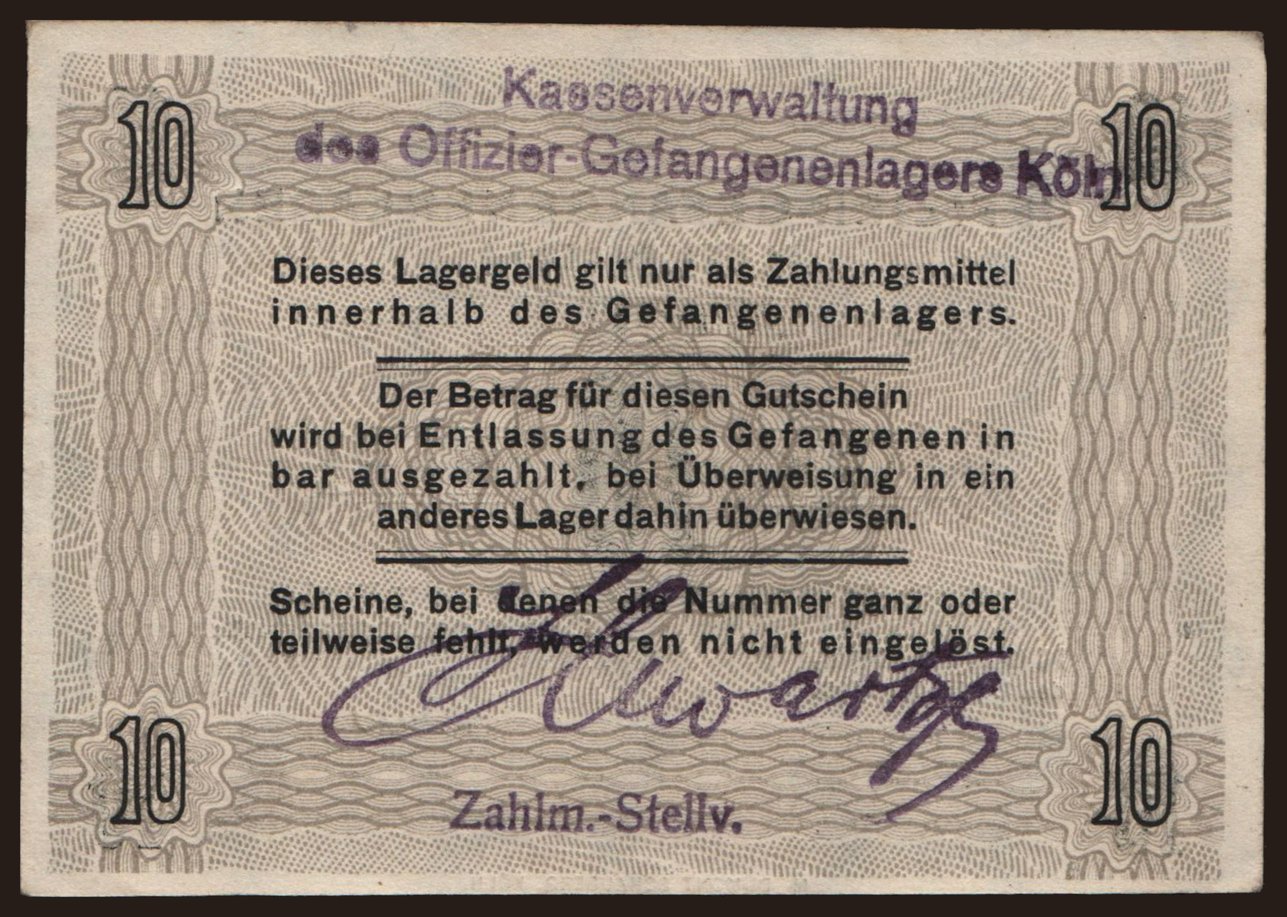 Kassenverwaltung
des Offizier-Gefangenenlagers Köln
10 10
Dieses Lagergeld gilt nur als Zahlungsmittel
innerhalb des Gefangenenlagers.
Der Betrag für diesen Gutschein
wird bei Entlassung des Gefangenen in
bar ausgezahlt, bei Überweisung in ein
anderes Lager dahin überwiesen.
Scheine, bei denen die Nummer ganz oder
teilweise fehlt, werden nicht eingelöst.
10 10
Zahlm.-Stellv.